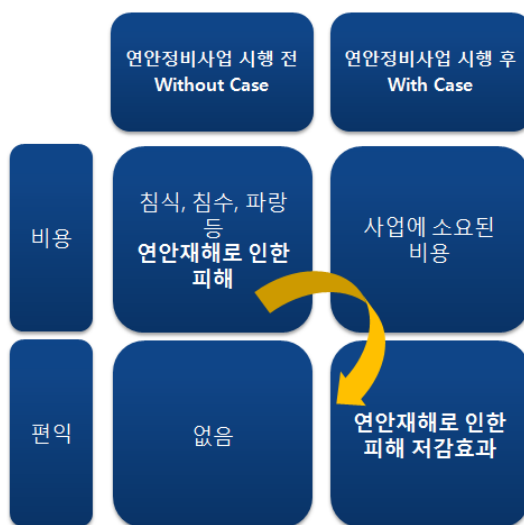 연안정비사업 시행 전
Without Case
연안정비사업 시행 후
With Case
비용
침식, 침수, 파랑
등
연안재해로 인한
피해
사업에 소요된
비용
편익
없음
연안재해로 인한
피해 저감효과